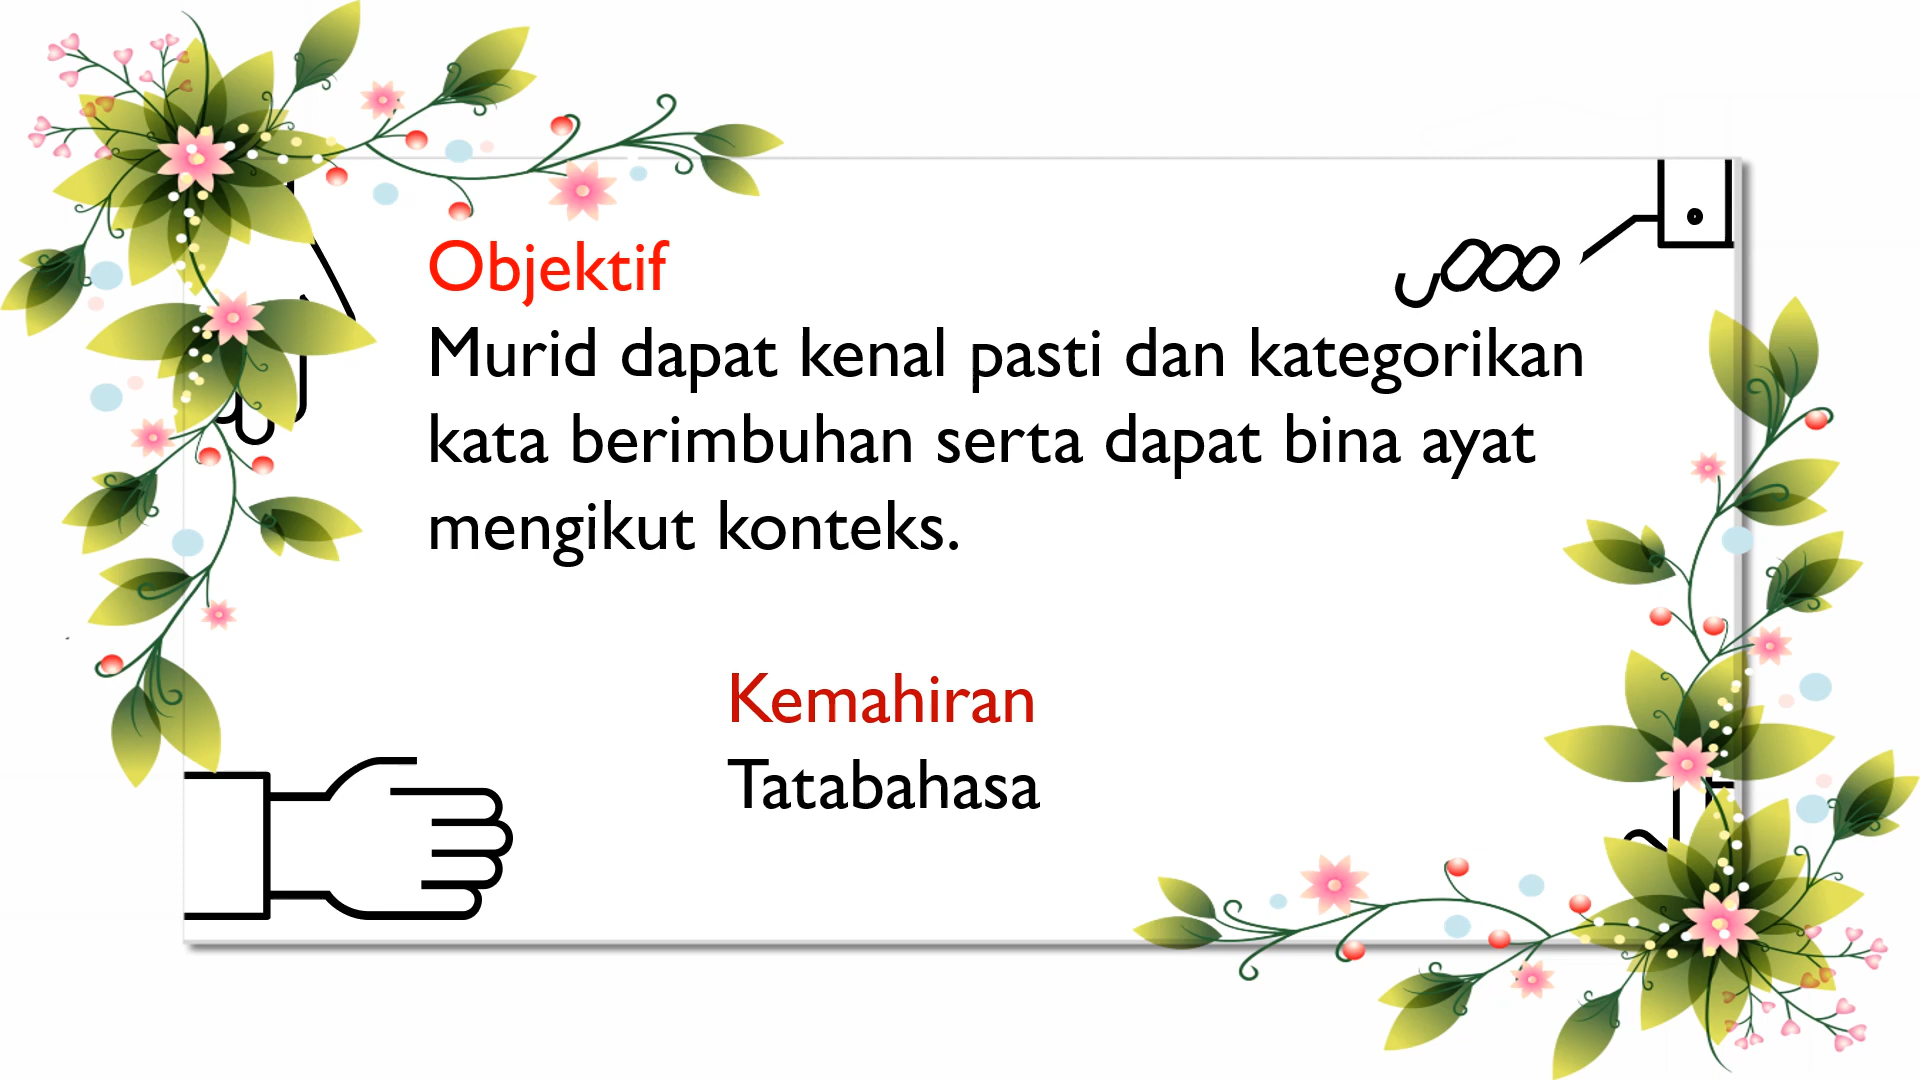 Objektif
Murid dapat kenal pasti dan kategorikan
kata berimbuhan serta dapat bina ayat
mengikut konteks.
Kemahiran
Tatabahasa